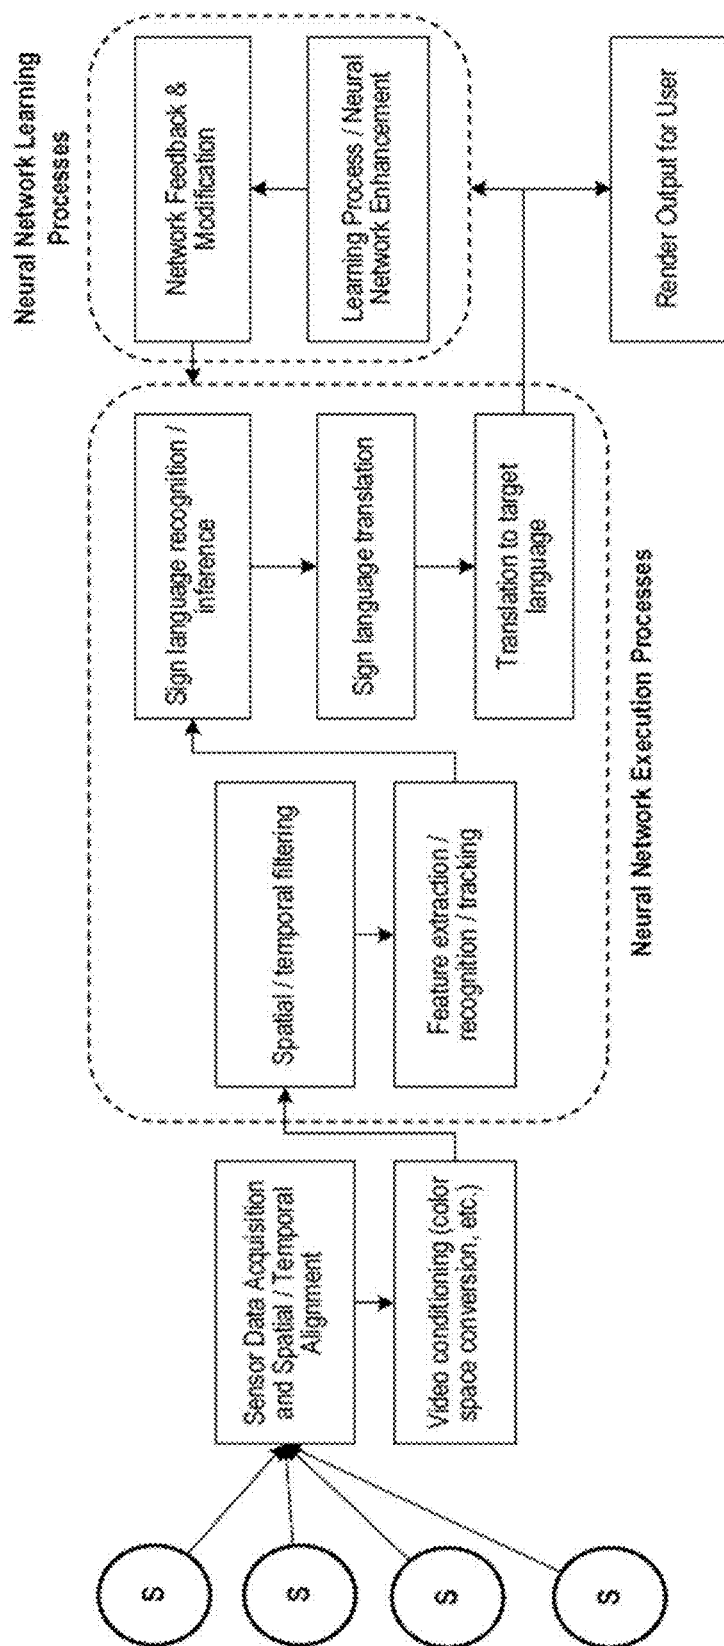 S
S
S
S
Sensor Data Acquisition
and Spatial / Temporal
Alignment
Video conditioning (color
space conversion, etc.)
Spatial / temporal filtering
Feature extraction /
recognition / tracking
Neural Network Execution Processes
Sign language recognition /
inference
Sign language translation
Translation to target
language
Neural Network Learning
Processes
Network Feedback &
Modification
Learning Process / Neural
Network Enhancement
Render Output for User